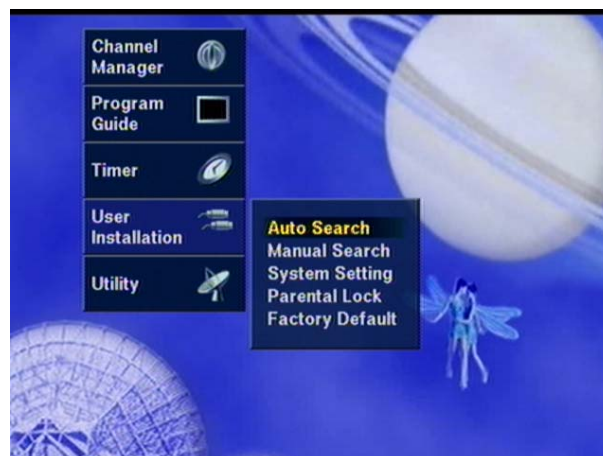 Channel
Manager
Program
Guide
Timer
User
Installation
Utility
Auto Search
Manual Search
System Setting
Parental Lock
Factory Default